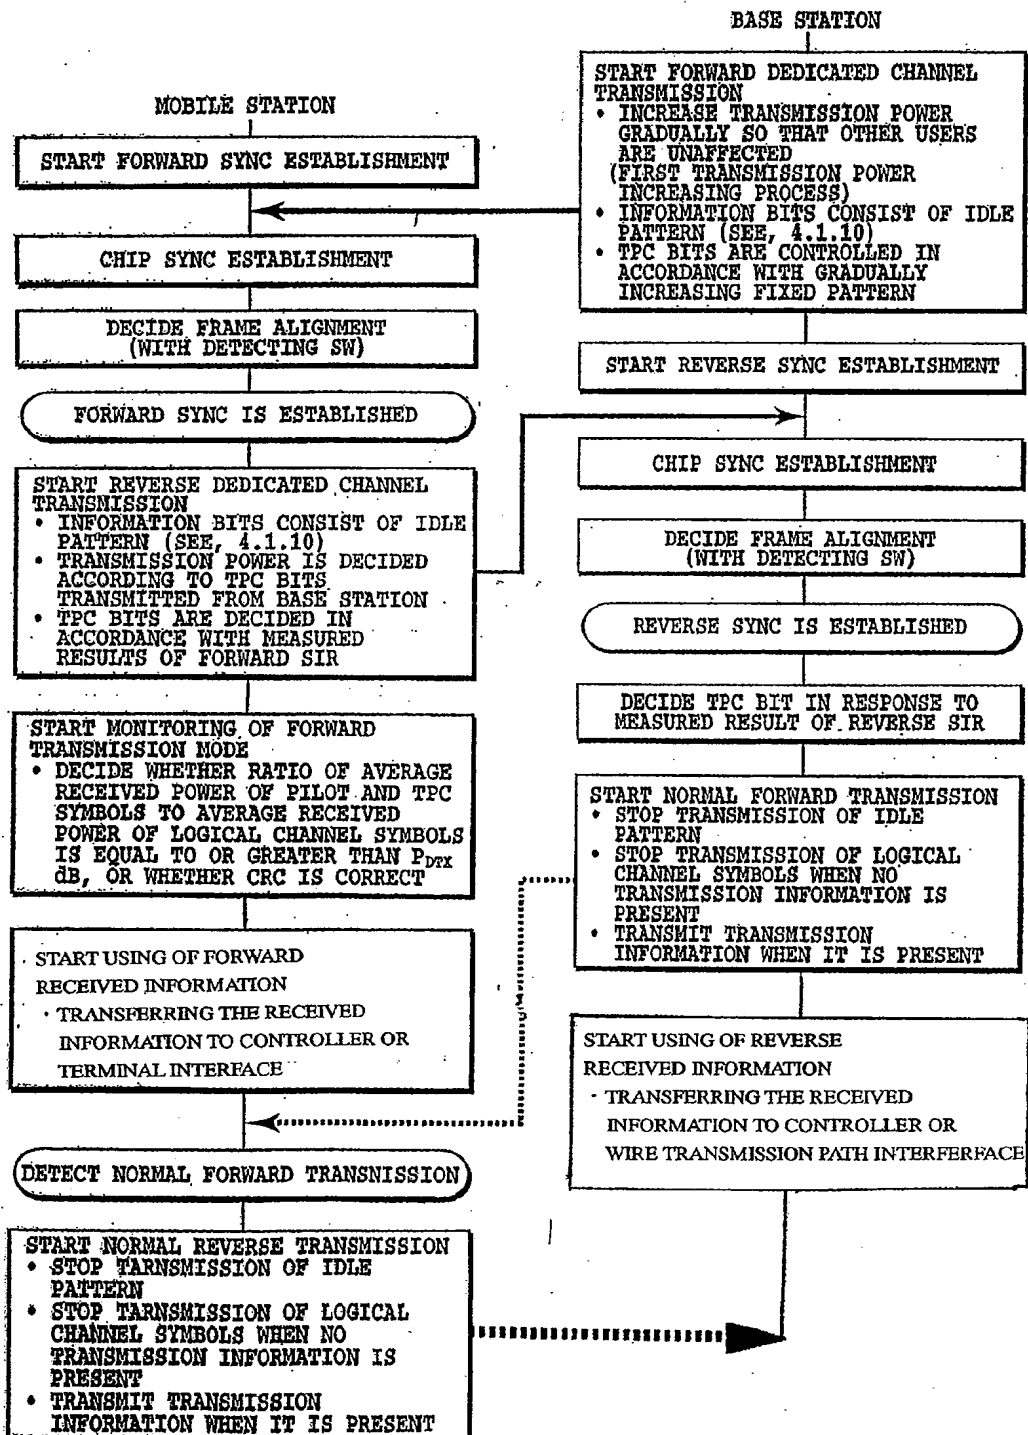 BASE STATION
START FORWARD DEDICATED CHANNEL
TRANSMISSION
• INCREASE TRANSMISSION POWER
GRADUALLY SO THAT OTHER USERS
ARE UNAFFECTED
(FIRST TRANSMISSION POWER
INCREASING PROCESS)
• INFORMATION BITS CONSIST OF IDLE
PATTERN (SEE, 4.1.10)
• TPC BITS ARE CONTROLLED IN
ACCORDANCE WITH GRADUALLY
INCREASING FIXED PATTERN
START REVERSE SYNC ESTABLISHMENT
CHIP SYNC ESTABLISHMENT
DECIDE FRAME ALIGNMENT
(WITH DETECTING SW)
REVERSE SYNC IS ESTABLISHED
DECIDE TPC BIT IN RESPONSE TO
MEASURED RESULT OF REVERSE SIR
START NORMAL FORWARD TRANSMISSION
• STOP TRANSMISSION OF IDLE
PATTERN
• STOP TRANSMISSION OF LOGICAL
CHANNEL SYMBOLS WHEN NO
TRANSMISSION INFORMATION IS
PRESENT
• TRANSMIT TRANSMISSION
INFORMATION WHEN IT IS PRESENT
START USING OF REVERSE
RECEIVED INFORMATION
· TRANSFERRING THE RECEIVED
INFORMATION TO CONTROLLER OR
WIRE TRANSMISSION PATH INTERFERFACE
MOBILE STATION
START FORWARD SYNC ESTABLISHMENT
CHIP SYNC ESTABLISHMENT
DECIDE FRAME ALIGNMENT
(WITH DETECTING SW)
FORWARD SYNC IS ESTABLISHED
START REVERSE DEDICATED CHANNEL
TRANSMISSION
• INFORMATION BITS CONSIST OF IDLE
PATTERN (SEE, 4.1.10)
• TRANSMISSION POWER IS DECIDED
ACCORDING TO TPC BITS
TRANSMITTED FROM BASE STATION
• TPC BITS ARE DECIDED IN
ACCORDANCE WITH MEASURED
RESULTS OF FORWARD SIR
START MONITORING OF FORWARD
TRANSMISSION MODE
• DECIDE WHETHER RATIO OF AVERAGE
RECEIVED POWER OF PILOT AND TPC
SYMBOLS TO AVERAGE RECEIVED
POWER OF LOGICAL CHANNEL SYMBOLS
IS EQUAL TO OR GREATER THAN PDTX
dB, OR WHETHER CRC IS CORRECT
START USING OF FORWARD
RECEIVED INFORMATION
· TRANSFERRING THE RECEIVED
INFORMATION TO CONTROLLER OR
TERMINAL INTERFACE
DETECT NORMAL FORWARD TRANSNISSION
START NORMAL REVERSE TRANSMISSION
• STOP TARNSMISSION OF IDLE
PATTERN
• STOP TARNSMISSION OF LOGICAL
CHANNEL SYMBOLS WHEN NO
TRANSMISSION INFORMATION IS
PRESENT
• TRANSMIT TRANSMISSION
INFORMATION WHEN IT IS PRESENT